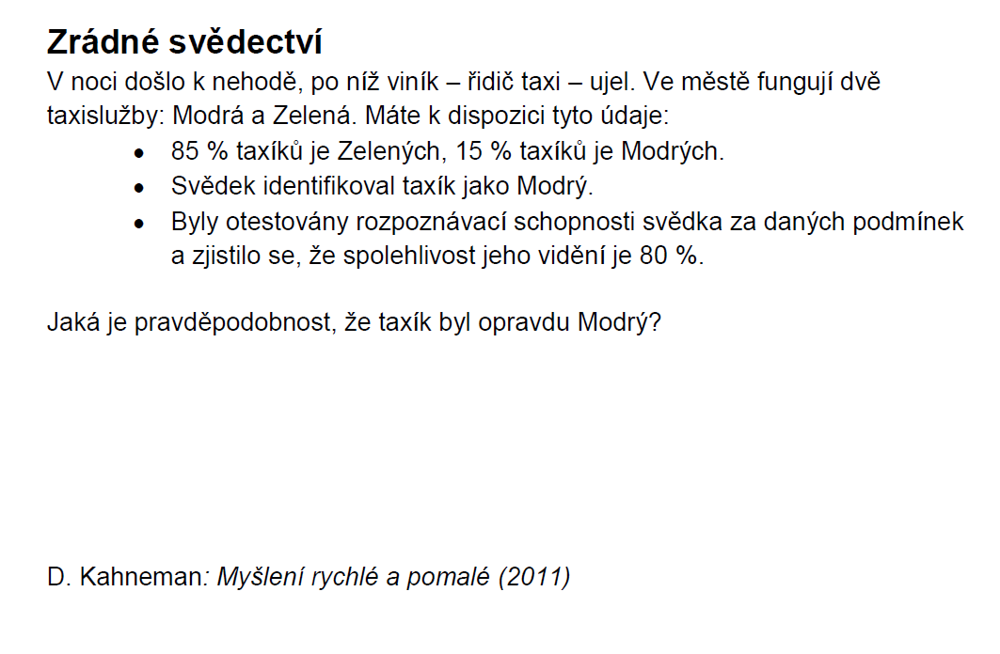 Zrádné svědectví
V noci došlo k nehodě, po níž viník – řidič taxi – ujel. Ve městě fungují dvě
taxislužby: Modrá a Zelená. Máte k dispozici tyto údaje:
• 85 % taxíků je Zelených, 15 % taxíků je Modrých.
• Svědek identifikoval taxík jako Modrý.
• Byly otestovány rozpoznávací schopnosti svědka za daných podmínek
a zjistilo se, že spolehlivost jeho vidění je 80 %.
Jaká je pravděpodobnost, že taxík byl opravdu Modrý?
D. Kahneman: Myšlení rychlé a pomalé (2011)